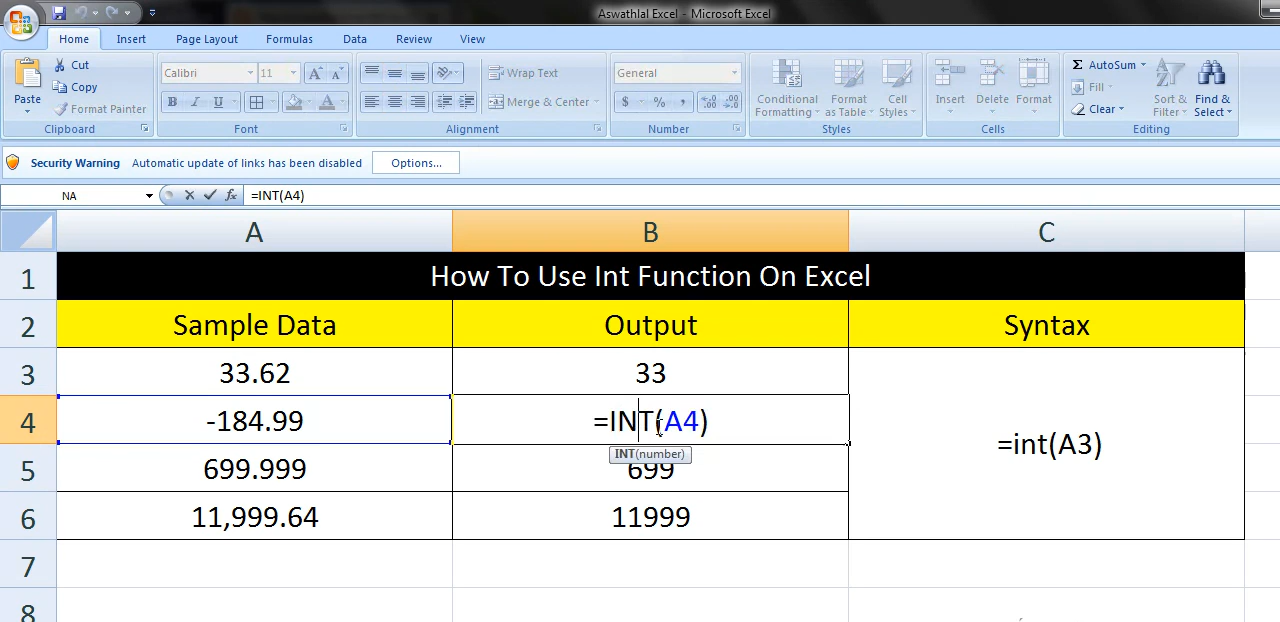 Aswathlal Excel - Microsoft Excel
Home Insert Page Layout Formulas Data Review View
Paste
Cut
Copy
Format Painter
Clipboard
Calibri 11
A A
B I U A
Font
Wrap Text
Merge & Center
Alignment
General
$ % ,
.0 .00 .00 .0
Number
Conditional Formatting
Format as Table
Cell Styles
Styles
Insert Delete Format
Cells
Σ AutoSum
Fill
Clear
Sort & Filter
Find & Select
Editing
Security Warning Automatic update of links has been disabled Options...
NA fx =INT(A4)
A B C
1 How To Use Int Function On Excel
2 Sample Data Output Syntax
3 33.62 33
4 -184.99 =INT(A4)
INT(number)
=int(A3)
5 699.999 699
6 11,999.64 11999
7
8